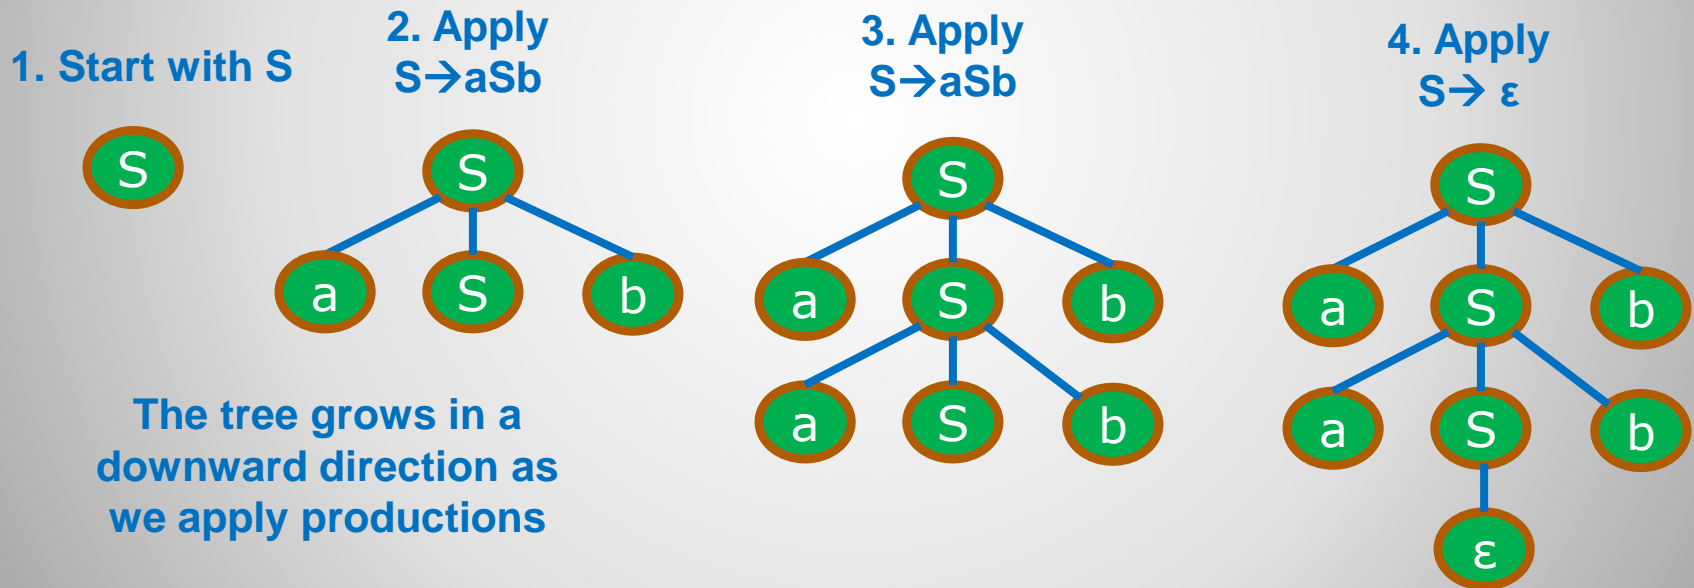 1. Start with S
S
2. Apply
S→aSb
S
a S b
3. Apply
S→aSb
S
a S b
a S b
4. Apply
S→ ε
S
a S b
a S b
ε
The tree grows in a
downward direction as
we apply productions